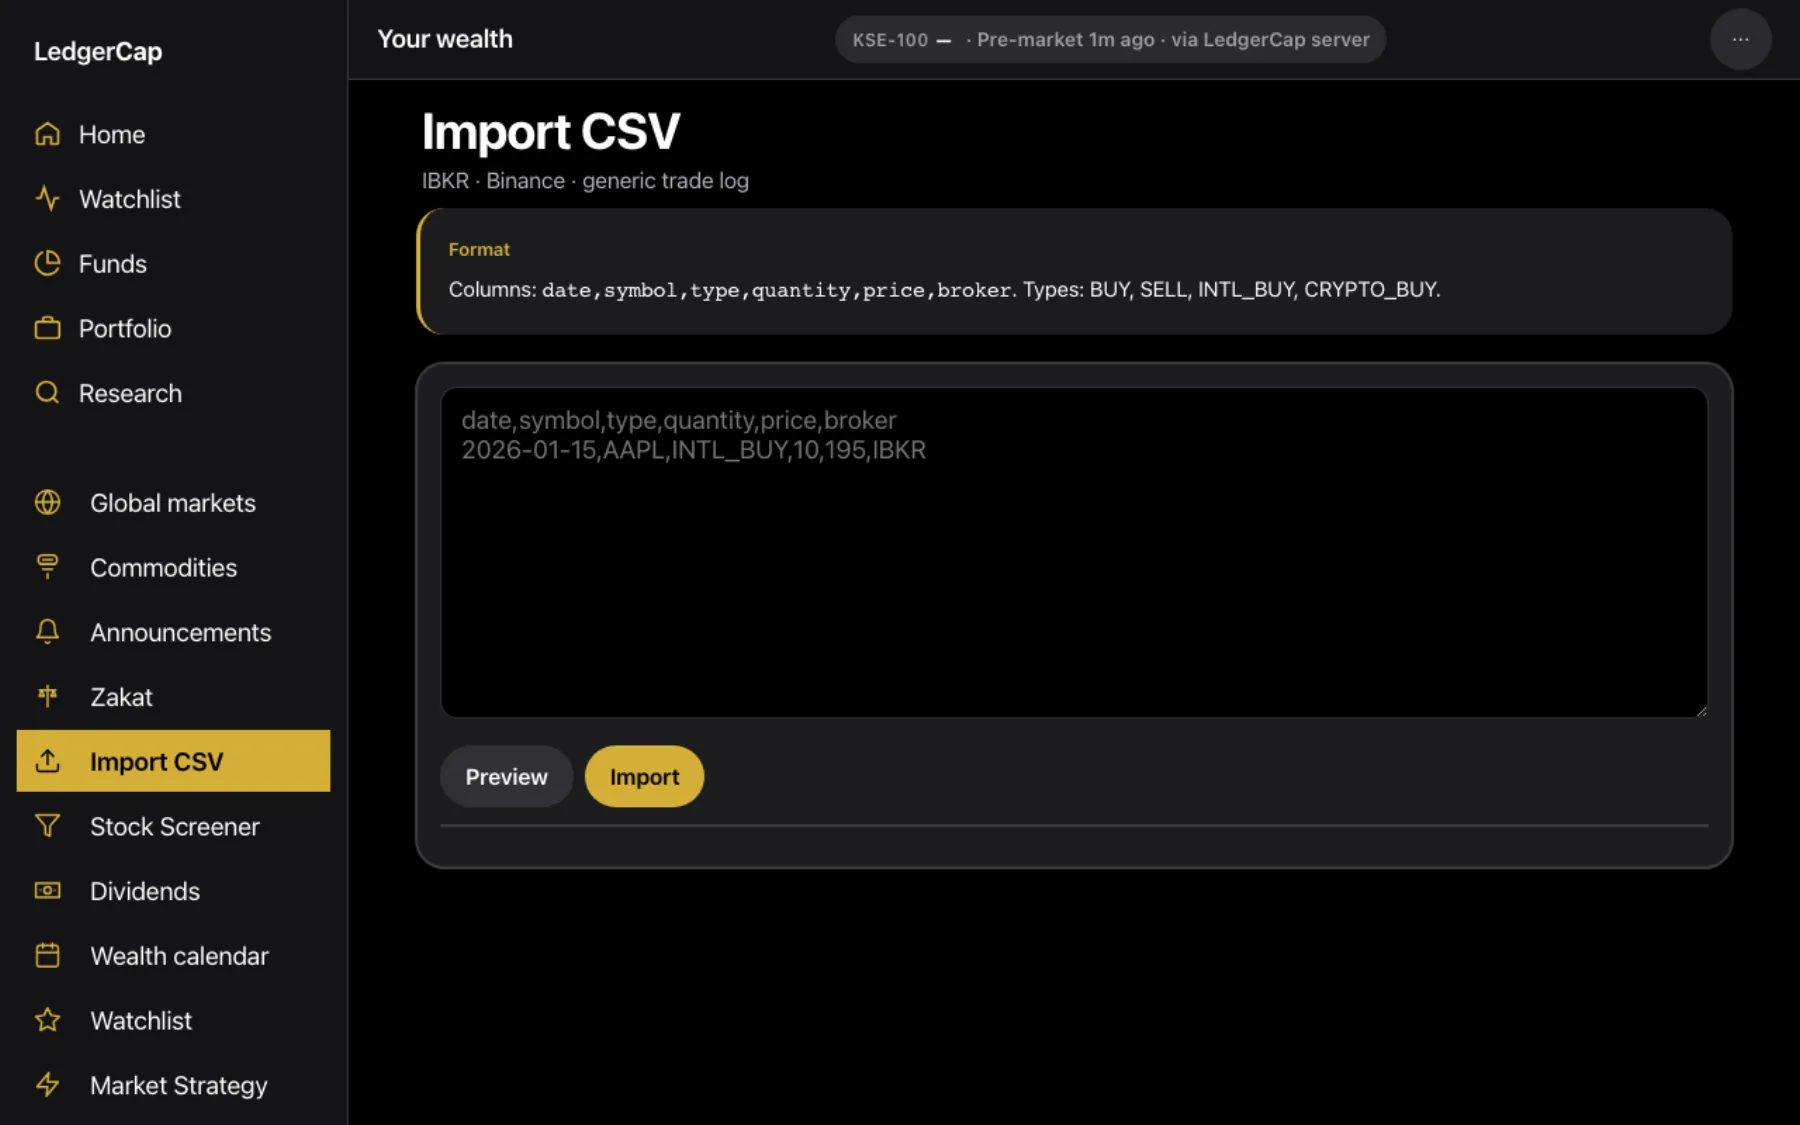 LedgerCap
Home
Watchlist
Funds
Portfolio
Research
Global markets
Commodities
Announcements
Zakat
Import CSV
Stock Screener
Dividends
Wealth calendar
Watchlist
Market Strategy
Your wealth
KSE-100 — · Pre-market 1m ago · via LedgerCap server
...
Import CSV
IBKR · Binance · generic trade log
Format
Columns: date,symbol,type,quantity,price,broker. Types: BUY, SELL, INTL_BUY, CRYPTO_BUY.
date,symbol,type,quantity,price,broker
2026-01-15,AAPL,INTL_BUY,10,195,IBKR
Preview
Import